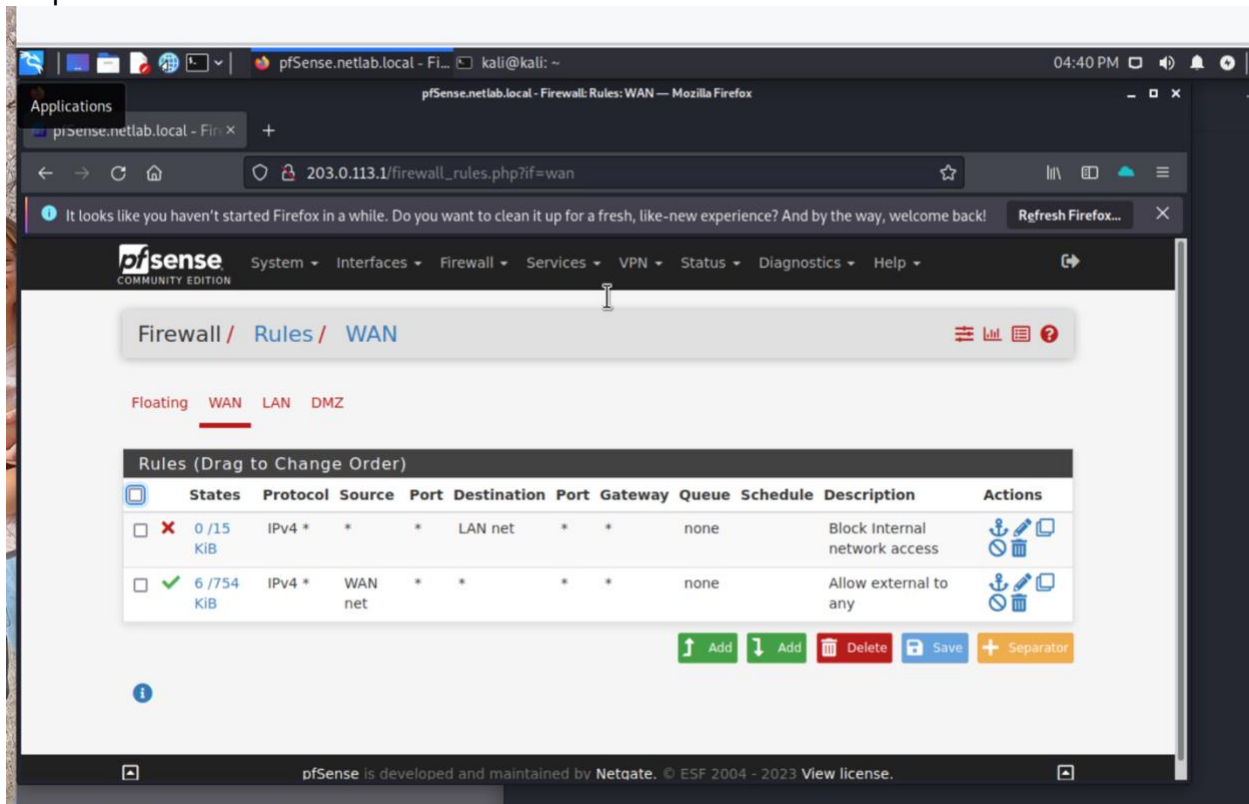 pfSense.netlab.local - Fi... kali@kali: ~ 04:40 PM
Applications
pfSense.netlab.local - Firewall: Rules: WAN — Mozilla Firefox
pfSense.netlab.local - Fir × +
203.0.113.1/firewall_rules.php?if=wan
It looks like you haven't started Firefox in a while. Do you want to clean it up for a fresh, like-new experience? And by the way, welcome back! Refresh Firefox...
pfsense System Interfaces Firewall Services VPN Status Diagnostics Help
COMMUNITY EDITION
Firewall / Rules / WAN
Floating WAN LAN DMZ
Rules (Drag to Change Order)
States Protocol Source Port Destination Port Gateway Queue Schedule Description Actions
0 /15 IPv4 * * * LAN net * * none Block Internal
KiB network access
6 /754 IPv4 * WAN * * * * none Allow external to
KiB net any
Add Add Delete Save Separator
pfSense is developed and maintained by Netgate. © ESF 2004 - 2023 View license.